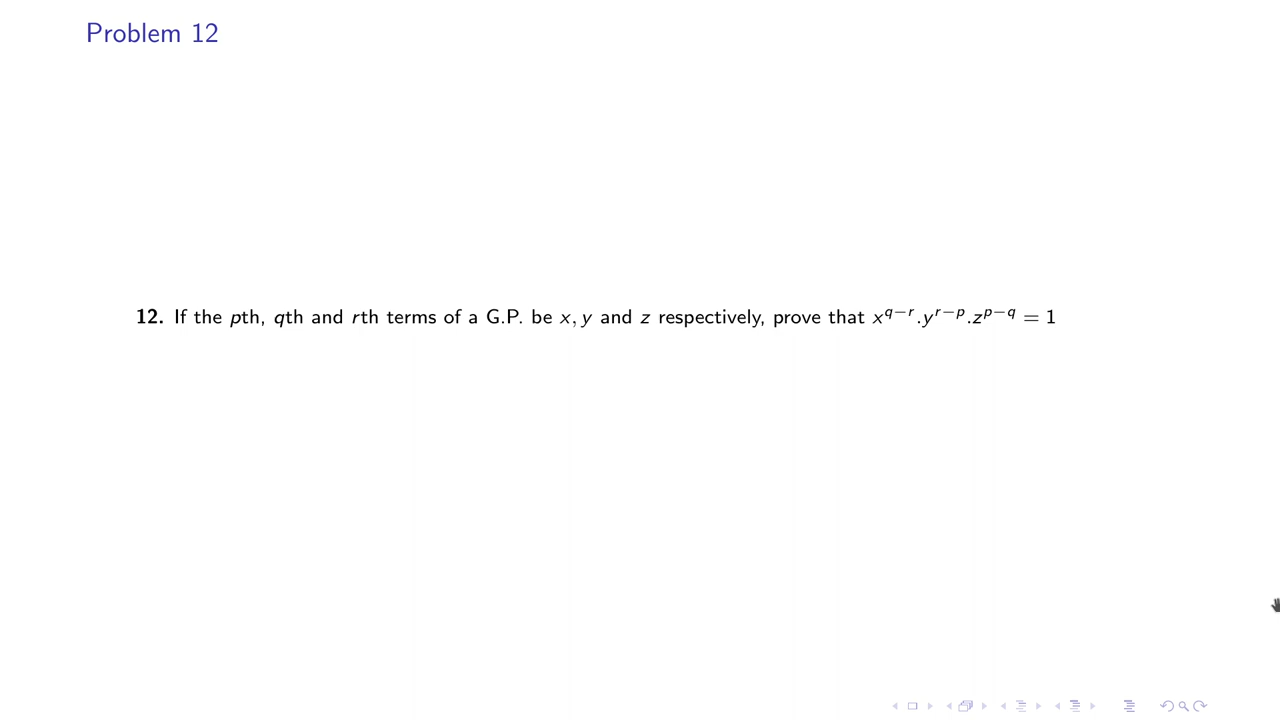 Problem 12
12. If the pth, qth and rth terms of a G.P. be x, y and z respectively, prove that x^{q−r}.y^{r−p}.z^{p−q} = 1